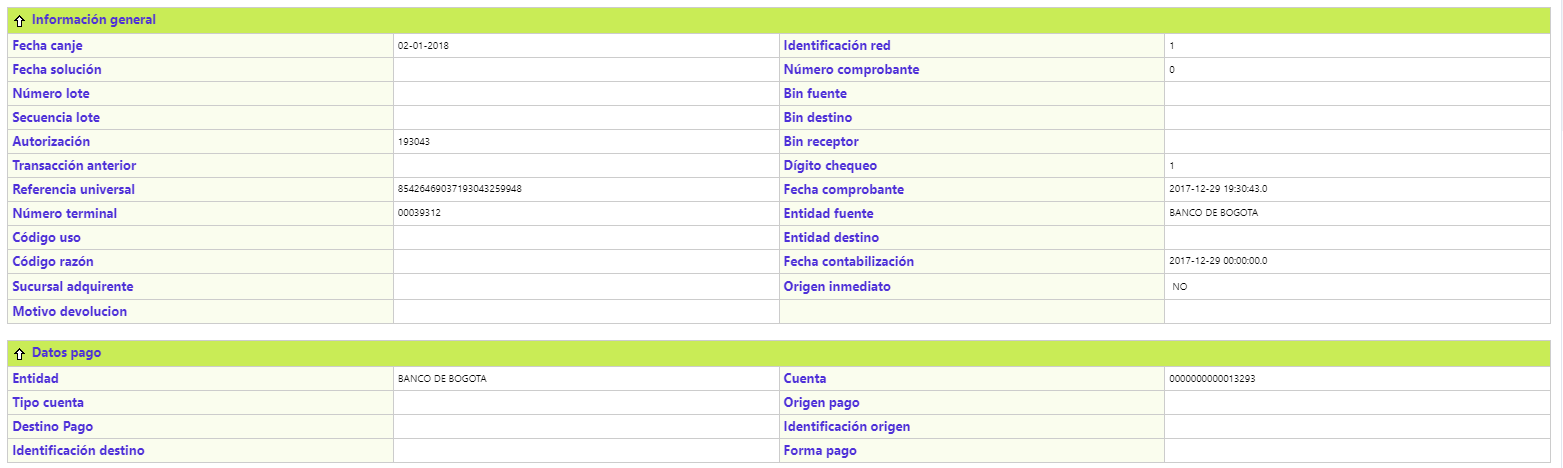 Información general
Fecha canje 02-01-2018 Identificación red 1
Fecha solución Número comprobante 0
Número lote Bin fuente
Secuencia lote Bin destino
Autorización 193043 Bin receptor
Transacción anterior Dígito chequeo 1
Referencia universal 85426469037193043259948 Fecha comprobante 2017-12-29 19:30:43.0
Número terminal 00039312 Entidad fuente BANCO DE BOGOTA
Código uso Entidad destino
Código razón Fecha contabilización 2017-12-29 00:00:00.0
Sucursal adquirente Origen inmediato NO
Motivo devolucion
Datos pago
Entidad BANCO DE BOGOTA Cuenta 0000000000013293
Tipo cuenta Origen pago
Destino Pago Identificación origen
Identificación destino Forma pago